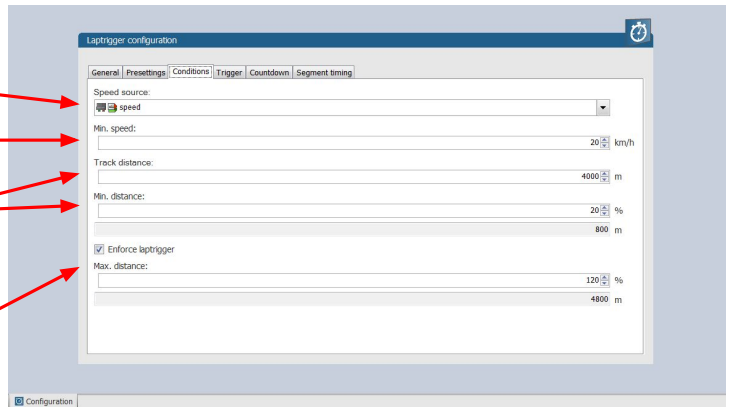 Laptrigger configuration
General Presettings Conditions Trigger Countdown Segment timing
Speed source:
speed
Min. speed:
20 km/h
Track distance:
4000 m
Min. distance:
20 %
800 m
Enforce laptrigger
Max. distance:
120 %
4800 m
Configuration